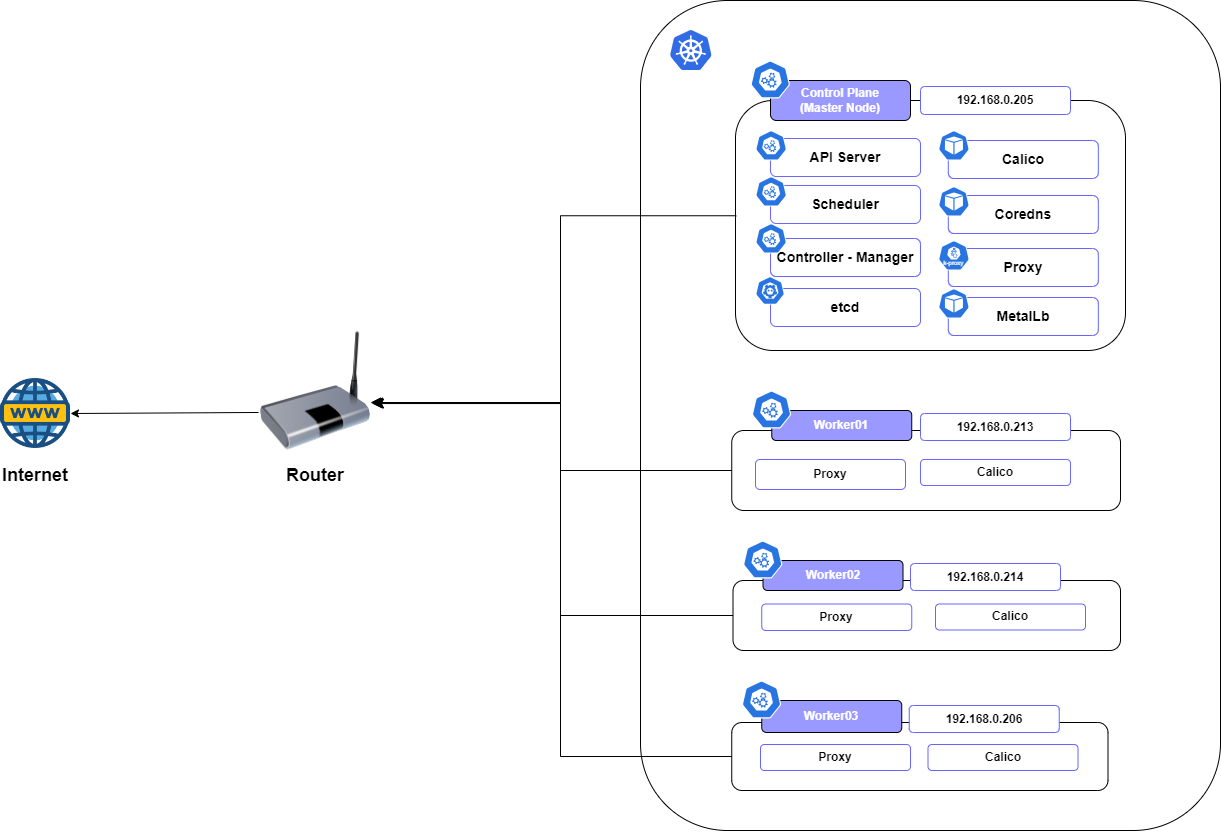 Control Plane
(Master Node)
192.168.0.205
API Server
Calico
Scheduler
Coredns
Controller - Manager
k-proxy
Proxy
etcd
MetalLb
WWW
Internet
Router
Worker01
192.168.0.213
Proxy
Calico
Worker02
192.168.0.214
Proxy
Calico
Worker03
192.168.0.206
Proxy
Calico